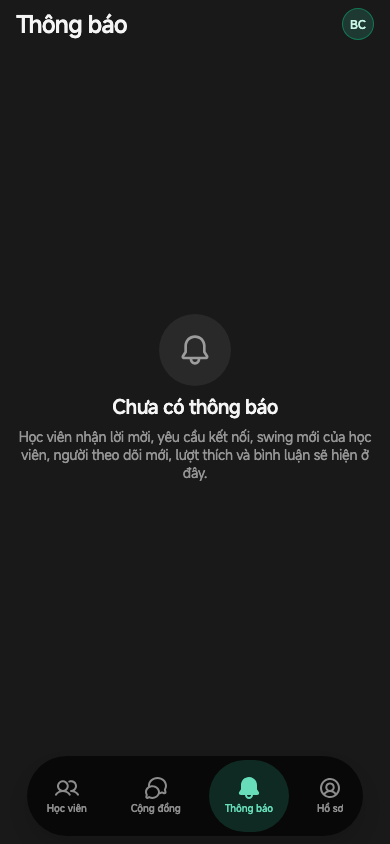 Thông báo
BC
Chưa có thông báo
Học viên nhận lời mời, yêu cầu kết nối, swing mới của học
viên, người theo dõi mới, lượt thích và bình luận sẽ hiện ở
đây.
Học viên
Cộng đồng
Thông báo
Hồ sơ